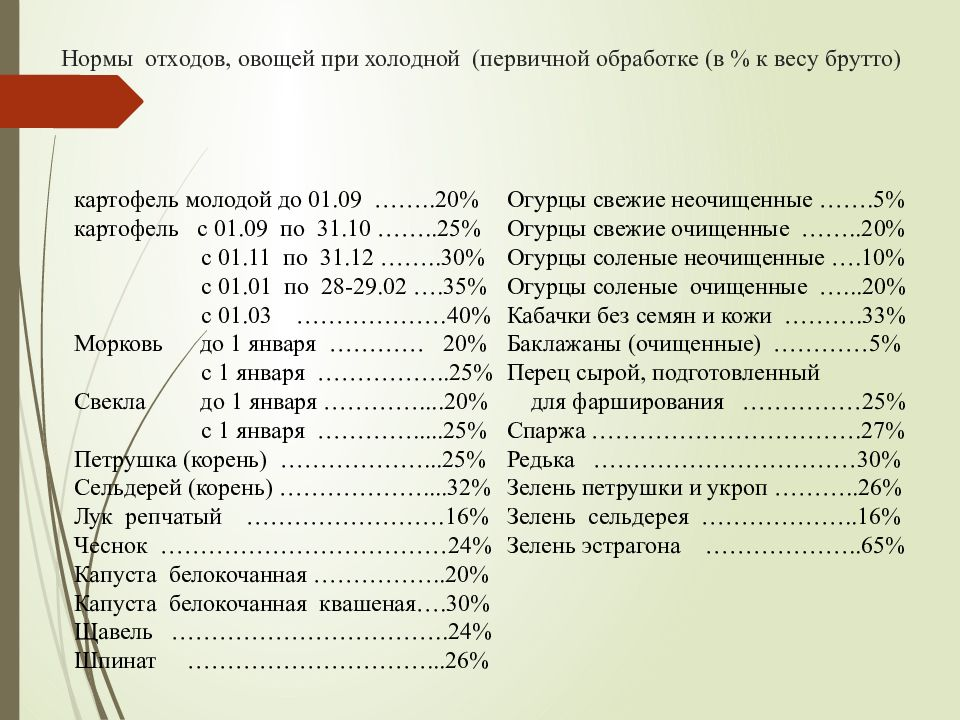 Нормы отходов, овощей при холодной (первичной обработке (в % к весу брутто)
картофель молодой до 01.09 ……..20%
картофель с 01.09 по 31.10 ……..25%
с 01.11 по 31.12 ……..30%
с 01.01 по 28-29.02 ….35%
с 01.03 ……………….40%
Морковь до 1 января ………… 20%
с 1 января ……………..25%
Свекла до 1 января …………....20%
с 1 января ………….....25%
Петрушка (корень) ………………...25%
Сельдерей (корень) ………………....32%
Лук репчатый …………………….16%
Чеснок ………………………………24%
Капуста белокочанная ……………..20%
Капуста белокочанная квашеная….30%
Щавель …………………………….24%
Шпинат …………………………...26%
Огурцы свежие неочищенные …….5%
Огурцы свежие очищенные ……..20%
Огурцы соленые неочищенные ….10%
Огурцы соленые очищенные …...20%
Кабачки без семян и кожи ……….33%
Баклажаны (очищенные) …………5%
Перец сырой, подготовленный
для фарширования ……………25%
Спаржа ……………………………27%
Редька ……………………………30%
Зелень петрушки и укроп ………..26%
Зелень сельдерея ………………..16%
Зелень эстрагона ………………..65%